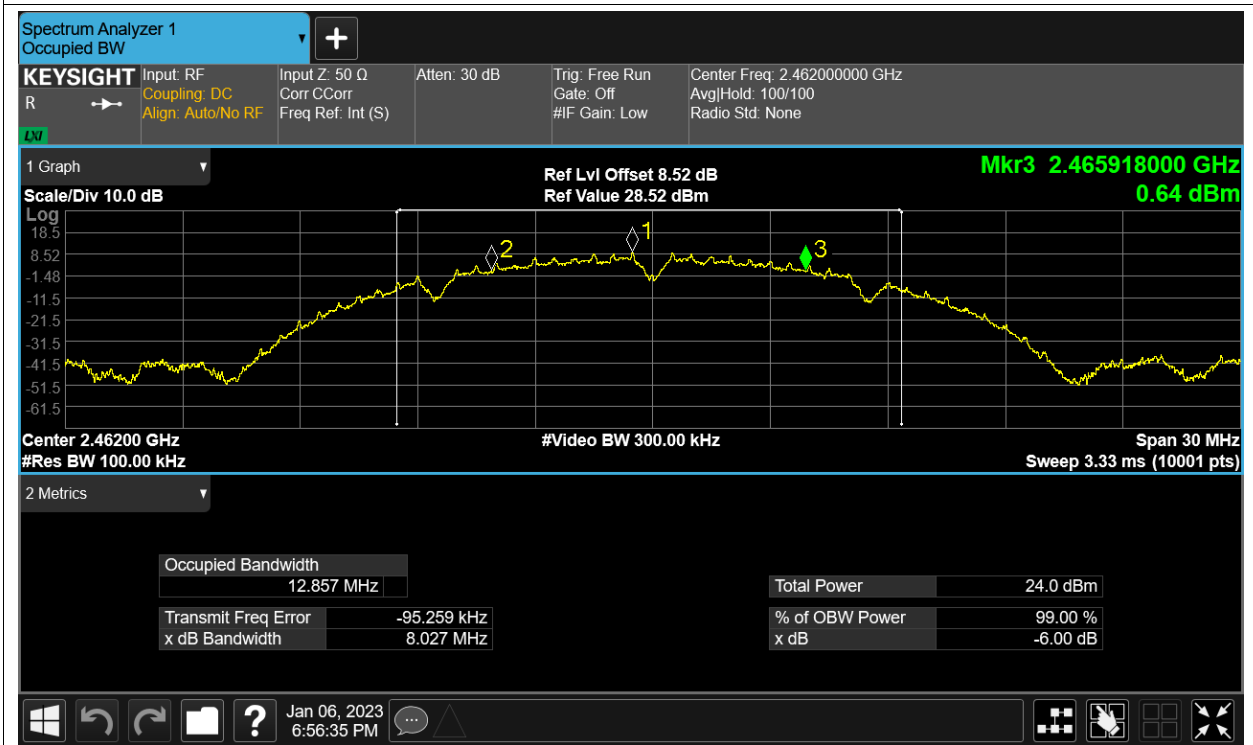 Spectrum Analyzer 1
Occupied BW
KEYSIGHT
R
LXI
Input: RF
Coupling: DC
Align: Auto/No RF
Input Z: 50 Ω
Corr CCorr
Freq Ref: Int (S)
Atten: 30 dB
Trig: Free Run
Gate: Off
#IF Gain: Low
Center Freq: 2.462000000 GHz
Avg|Hold: 100/100
Radio Std: None
1 Graph
Scale/Div 10.0 dB
Ref Lvl Offset 8.52 dB
Ref Value 28.52 dBm
Mkr3 2.465918000 GHz
0.64 dBm
Log
18.5
8.52
-1.48
-11.5
-21.5
-31.5
-41.5
-51.5
-61.5
2
1
3
Center 2.46200 GHz
#Res BW 100.00 kHz
#Video BW 300.00 kHz
Span 30 MHz
Sweep 3.33 ms (10001 pts)
2 Metrics
Occupied Bandwidth
12.857 MHz
Transmit Freq Error -95.259 kHz
x dB Bandwidth 8.027 MHz
Total Power 24.0 dBm
% of OBW Power 99.00 %
x dB -6.00 dB
?
Jan 06, 2023
6:56:35 PM